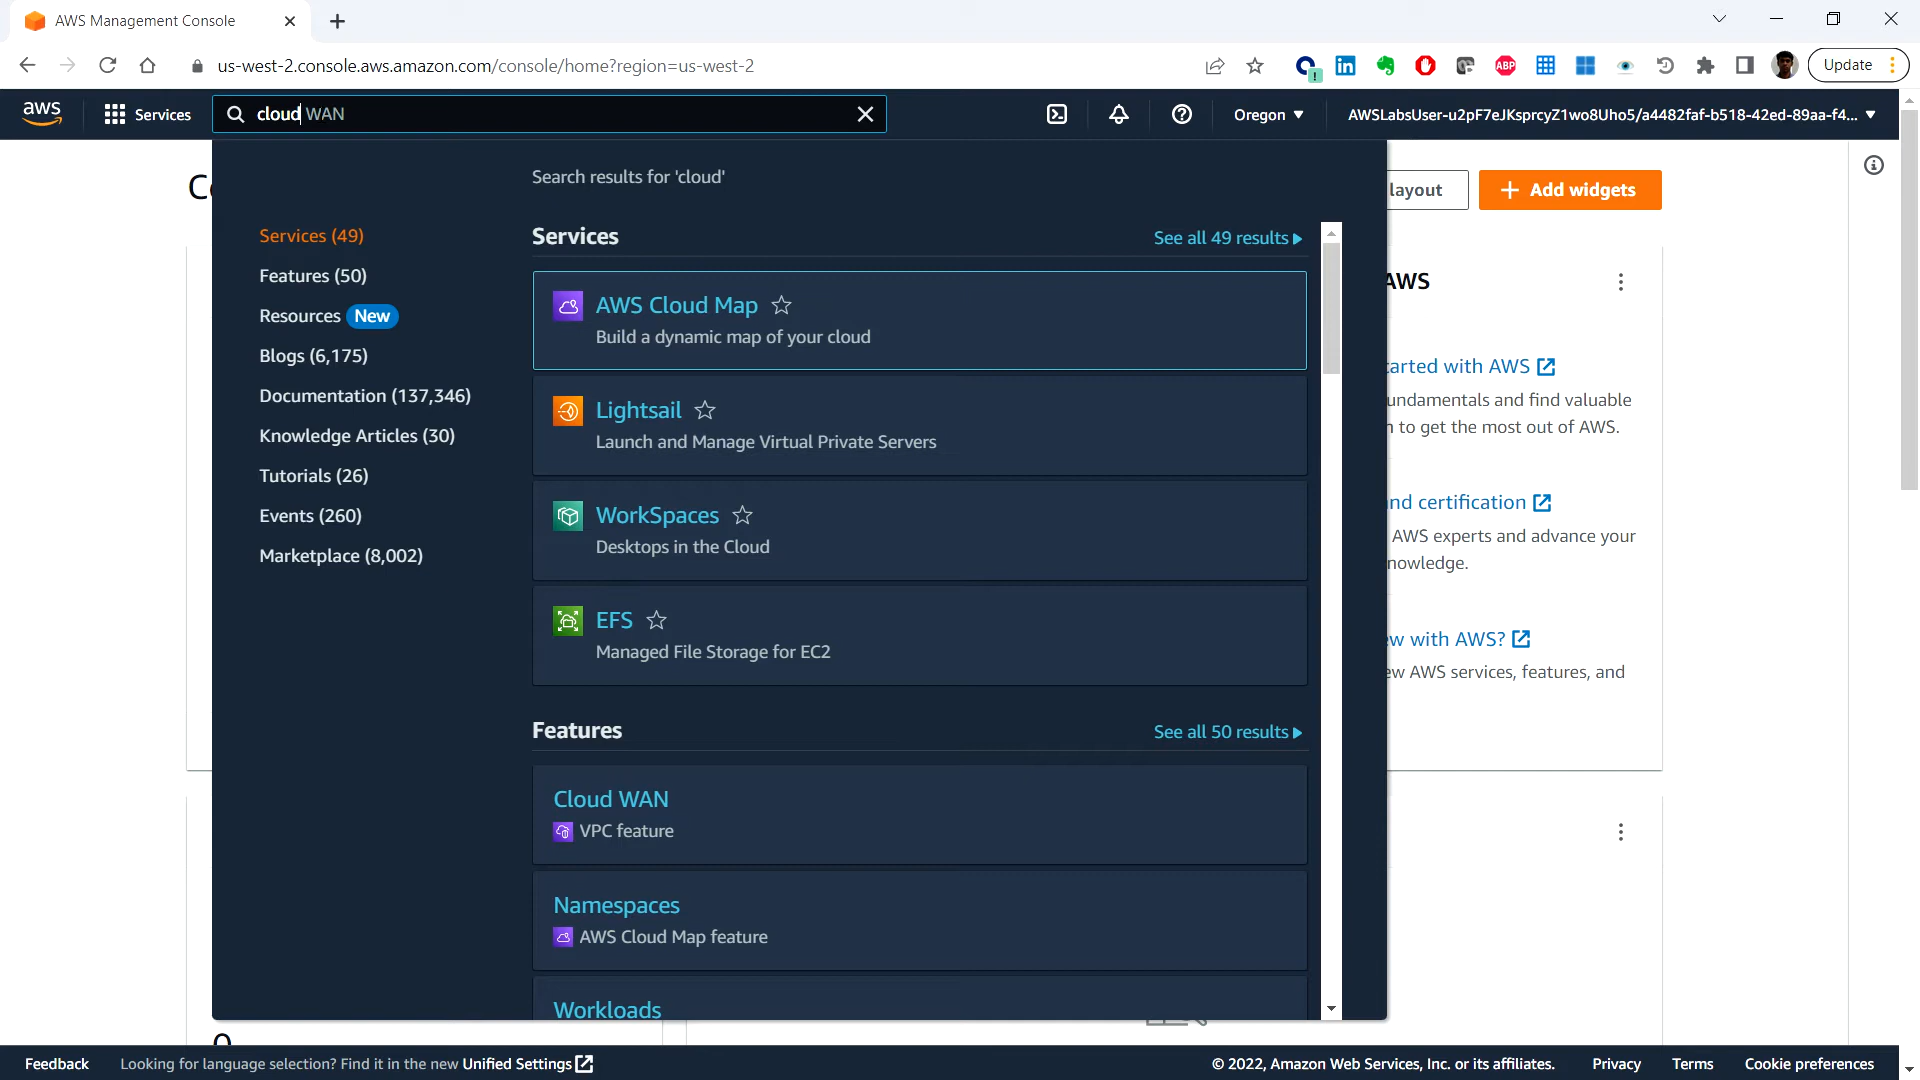 AWS Management Console
us-west-2.console.aws.amazon.com/console/home?region=us-west-2
ABP
Update
aws
Services
cloud WAN
Oregon
AWSLabsUser-u2pF7eJKsprcyZ1wo8Uho5/a4482faf-b518-42ed-89aa-f4...
Search results for 'cloud'
layout
Add widgets
Services (49)
Features (50)
Resources New
Blogs (6,175)
Documentation (137,346)
Knowledge Articles (30)
Tutorials (26)
Events (260)
Marketplace (8,002)
Services
See all 49 results
AWS Cloud Map
Build a dynamic map of your cloud
Lightsail
Launch and Manage Virtual Private Servers
WorkSpaces
Desktops in the Cloud
EFS
Managed File Storage for EC2
Features
See all 50 results
Cloud WAN
VPC feature
Namespaces
AWS Cloud Map feature
Workloads
AWS
arted with AWS
undamentals and find valuable
to get the most out of AWS.
nd certification
AWS experts and advance your
nowledge.
ew with AWS?
ew AWS services, features, and
Feedback
Looking for language selection? Find it in the new Unified Settings
© 2022, Amazon Web Services, Inc. or its affiliates.
Privacy
Terms
Cookie preferences